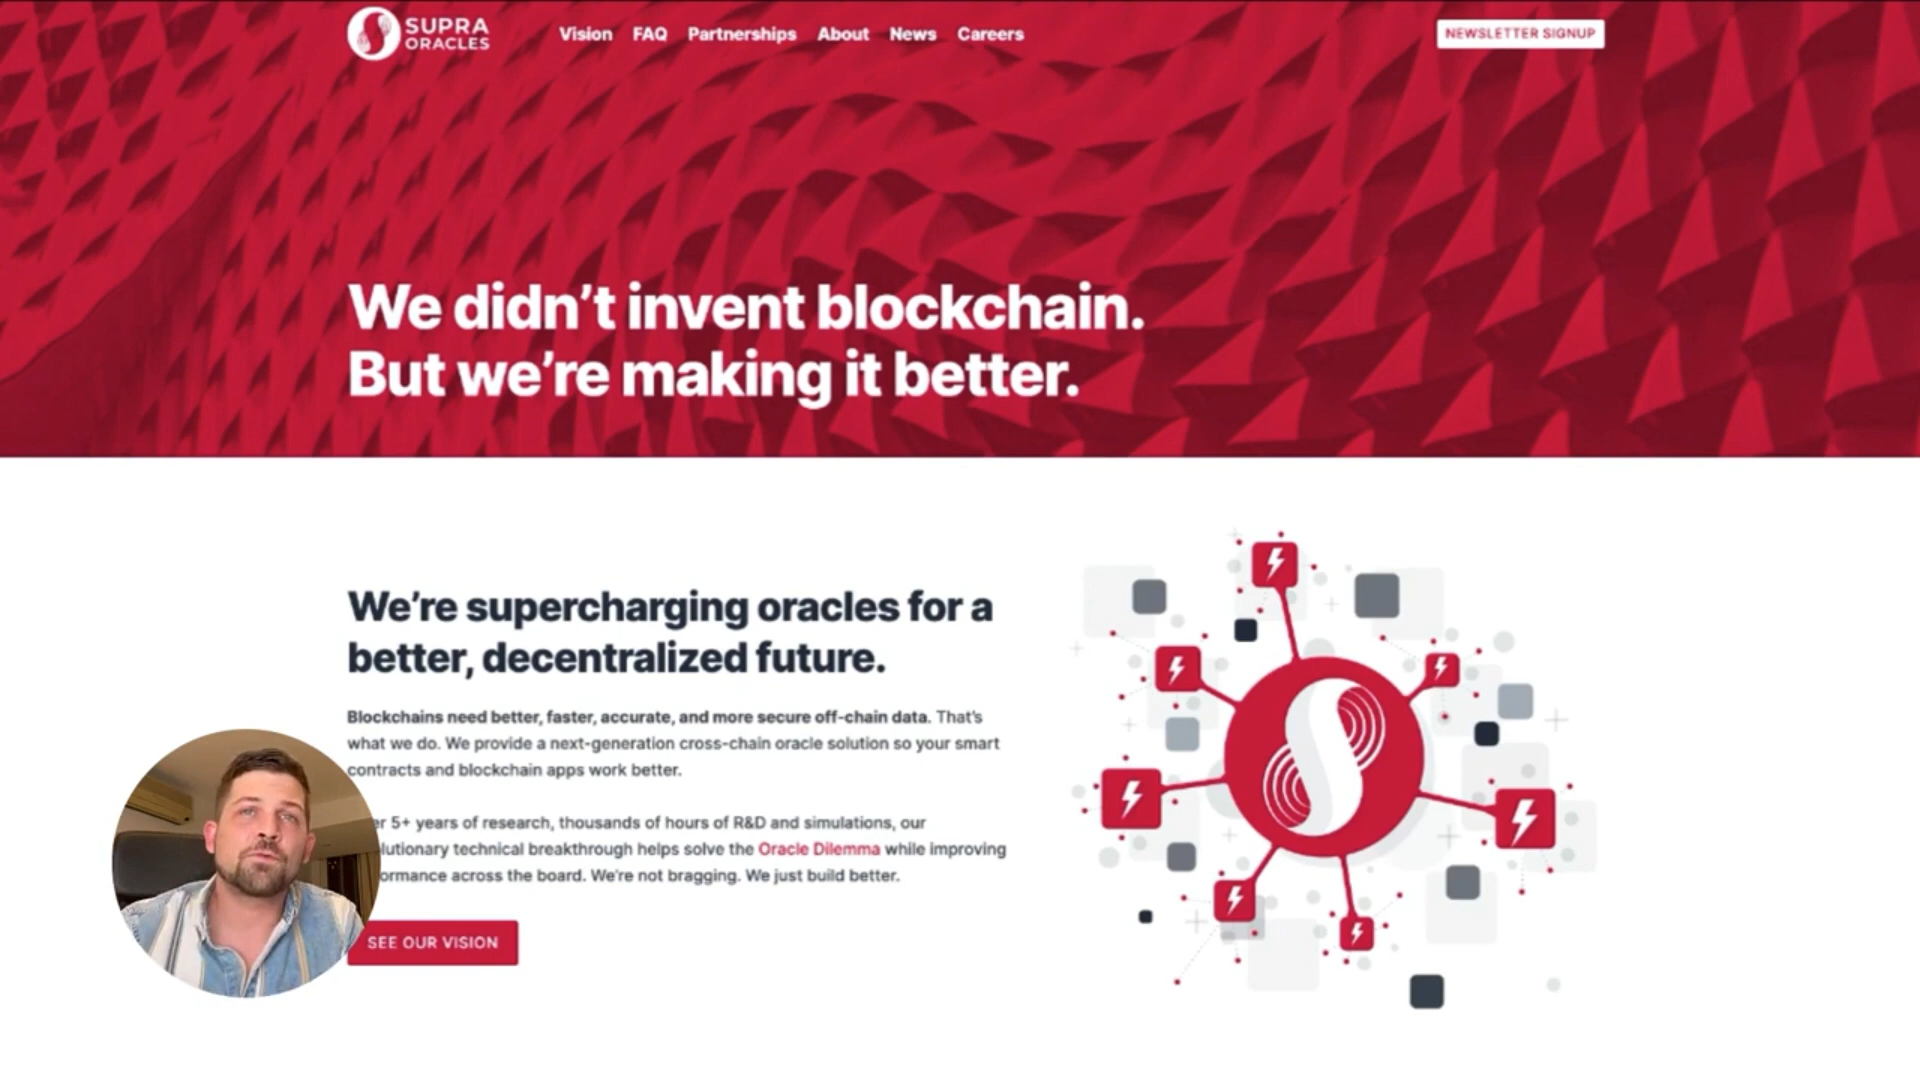 SUPRA
ORACLES
Vision FAQ Partnerships About News Careers
NEWSLETTER SIGNUP
We didn’t invent blockchain.
But we’re making it better.
We’re supercharging oracles for a
better, decentralized future.
Blockchains need better, faster, accurate, and more secure off-chain data. That’s
what we do. We provide a next-generation cross-chain oracle solution so your smart
contracts and blockchain apps work better.
5+ years of research, thousands of hours of R&D and simulations, our
technical breakthrough helps solve the Oracle Dilemma while improving
across the board. We’re not bragging. We just build better.
SEE OUR VISION